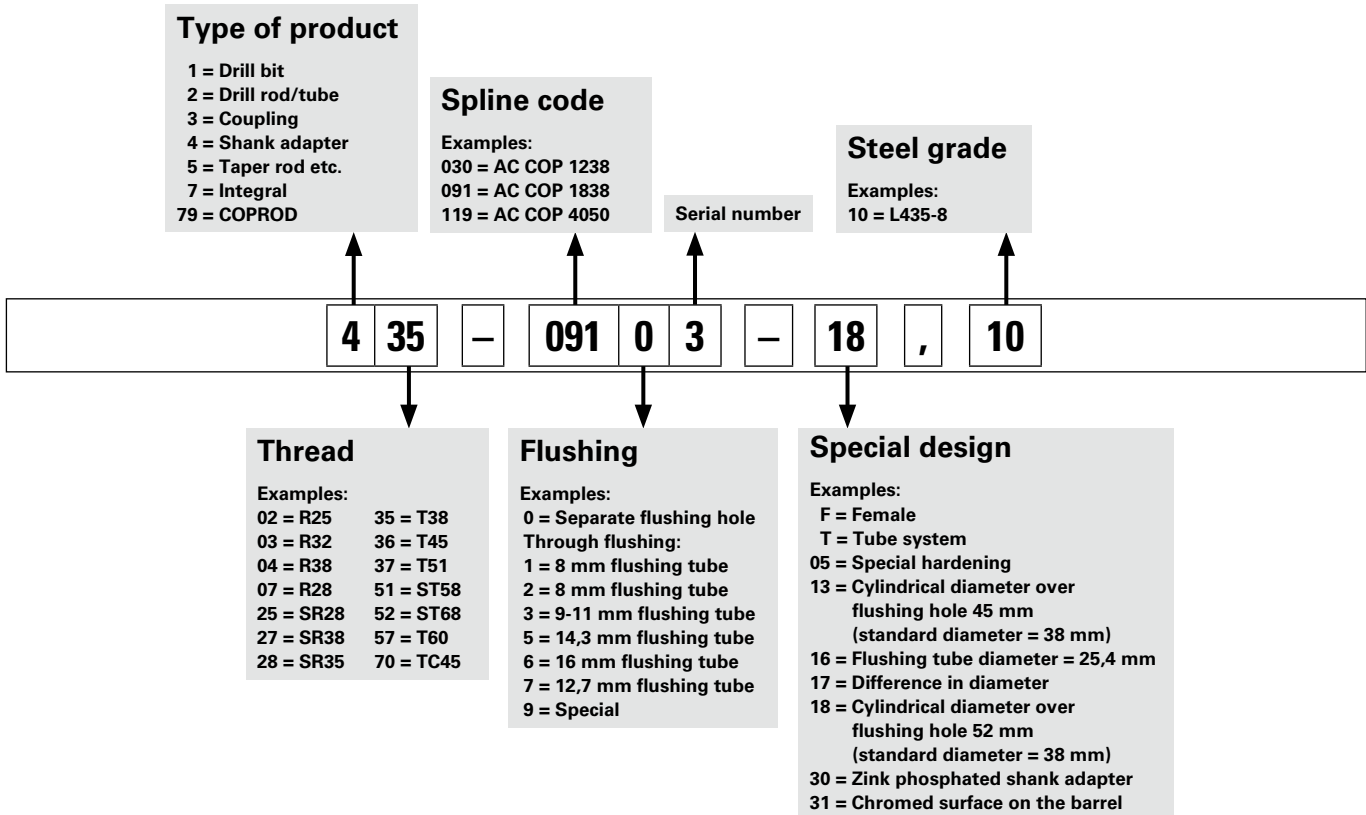 Type of product
1 = Drill bit
2 = Drill rod/tube
3 = Coupling
4 = Shank adapter
5 = Taper rod etc.
7 = Integral
79 = COPROD
Spline code
Examples:
030 = AC COP 1238
091 = AC COP 1838
119 = AC COP 4050
Serial number
Steel grade
Examples:
10 = L435-8
4 35 – 091 0 3 – 18 , 10
Thread
Examples:
02 = R25 35 = T38
03 = R32 36 = T45
04 = R38 37 = T51
07 = R28 51 = ST58
25 = SR28 52 = ST68
27 = SR38 57 = T60
28 = SR35 70 = TC45
Flushing
Examples:
0 = Separate flushing hole
Through flushing:
1 = 8 mm flushing tube
2 = 8 mm flushing tube
3 = 9-11 mm flushing tube
5 = 14,3 mm flushing tube
6 = 16 mm flushing tube
7 = 12,7 mm flushing tube
9 = Special
Special design
Examples:
F = Female
T = Tube system
05 = Special hardening
13 = Cylindrical diameter over
flushing hole 45 mm
(standard diameter = 38 mm)
16 = Flushing tube diameter = 25,4 mm
17 = Difference in diameter
18 = Cylindrical diameter over
flushing hole 52 mm
(standard diameter = 38 mm)
30 = Zink phosphated shank adapter
31 = Chromed surface on the barrel